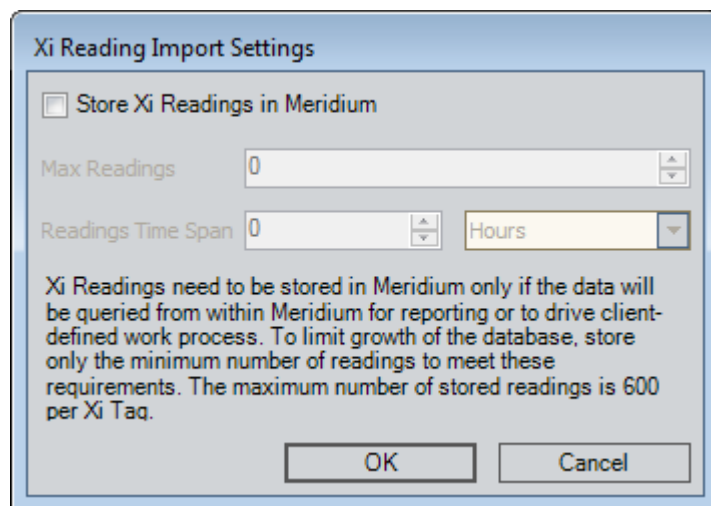 Xi Reading Import Settings
Store Xi Readings in Meridium
Max Readings 0
Readings Time Span 0 Hours
Xi Readings need to be stored in Meridium only if the data will
be queried from within Meridium for reporting or to drive client-
defined work process. To limit growth of the database, store
only the minimum number of readings to meet these
requirements. The maximum number of stored readings is 600
per Xi Tag.
OK Cancel